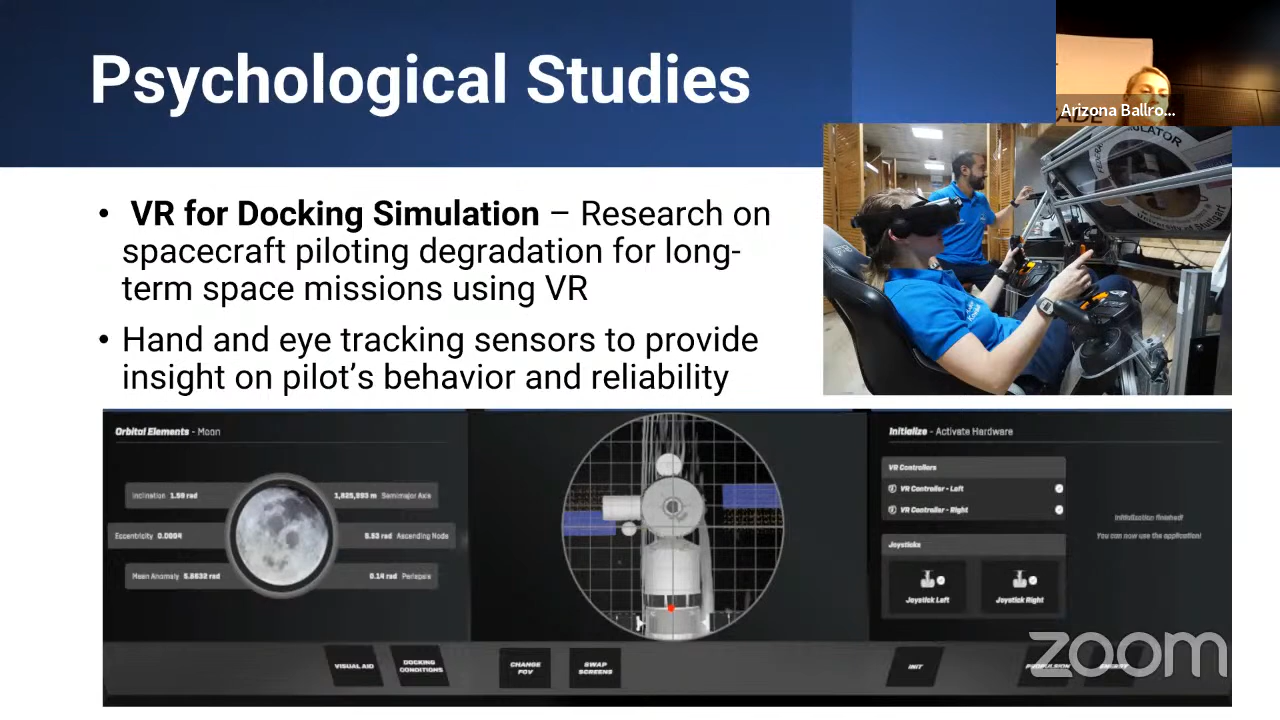 Psychological Studies
Arizona Ballro...
• VR for Docking Simulation – Research on
spacecraft piloting degradation for long-
term space missions using VR
• Hand and eye tracking sensors to provide
insight on pilot’s behavior and reliability
Orbital Elements - Moon
Inclination 1.59 rad
1,825,993 m Semimajor Axis
Eccentricity 0.0004
5.53 rad Ascending Node
Mean Anomaly 5.8632 rad
0.14 rad Periapsis
Initialize - Activate Hardware
VR Controllers
VR Controller - Left
VR Controller - Right
Initialization finished!
You can now use the application!
Joysticks
Joystick Left
Joystick Right
VISUAL AID
DOCKING
CONDITIONS
CHANGE
FOV
SWAP
SCREENS
INIT
zoom